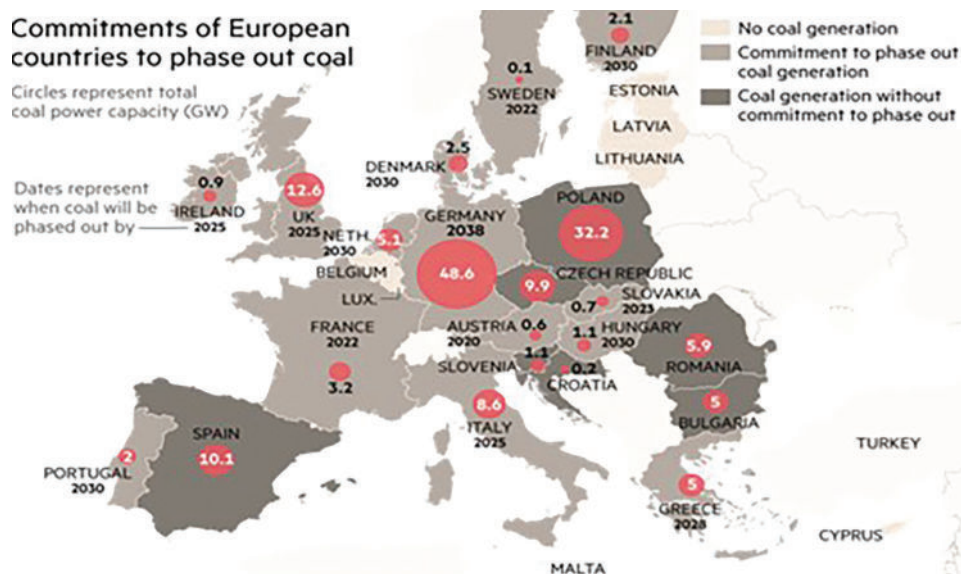 Commitments of European
countries to phase out coal
Circles represent total
coal power capacity (GW)
Dates represent
when coal will be
phased out by
No coal generation
Commitment to phase out
coal generation
Coal generation without
commitment to phase out
2.1
FINLAND
2030
0.1
SWEDEN
2022
ESTONIA
LATVIA
LITHUANIA
2.5
DENMARK
2030
0.9
IRELAND
2025
12.6
UK
2025
NETH.
2030
5.1
GERMANY
2038
48.6
POLAND
32.2
BELGIUM
LUX.
CZECH REPUBLIC
9.9
SLOVAKIA
2023
0.7
FRANCE
2022
3.2
AUSTRIA
2020
0.6
HUNGARY
2030
1.1
SLOVENIA
1.1
CROATIA
0.2
5.9
ROMANIA
5
BULGARIA
8.6
ITALY
2025
SPAIN
10.1
PORTUGAL
2030
2
5
GREECE
2028
TURKEY
CYPRUS
MALTA